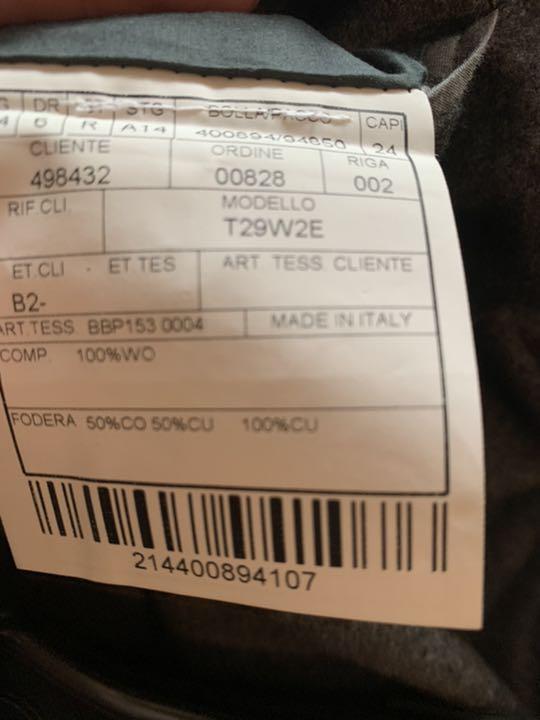 DR STG BOLLA/PACCO CAPI
R A14 24
CLIENTE ORDINE RIGA
498432 00828 002
RIF.CLI. MODELLO
T29W2E
ET.CLI ET TES ART TESS. CLIENTE
B2-
ART.TESS BBP153 0004 MADE IN ITALY
COMP. 100%WO
FODERA 50%CO 50%CU 100%CU
214400894107